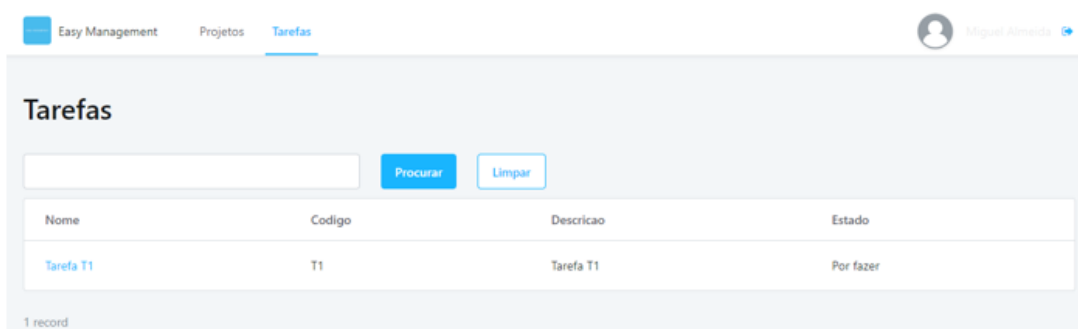 Easy Management Projetos Tarefas Miguel Almeida
Tarefas
Procurar Limpar
Nome Codigo Descricao Estado
Tarefa T1 T1 Tarefa T1 Por fazer
1 record